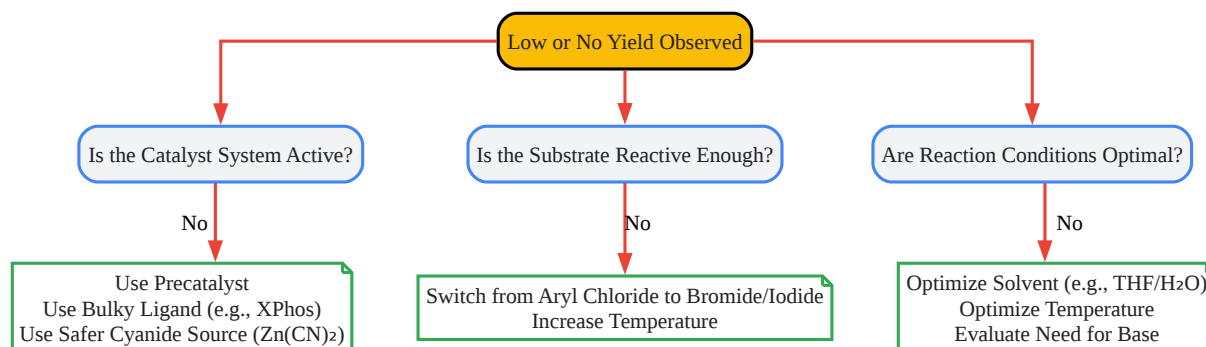 Low or No Yield Observed
Is the Catalyst System Active?
Is the Substrate Reactive Enough?
Are Reaction Conditions Optimal?
No
No
No
Use Precatalyst
Use Bulky Ligand (e.g., XPhos)
Use Safer Cyanide Source (Zn(CN)₂)
Switch from Aryl Chloride to Bromide/Iodide
Increase Temperature
Optimize Solvent (e.g., THF/H₂O)
Optimize Temperature
Evaluate Need for Base